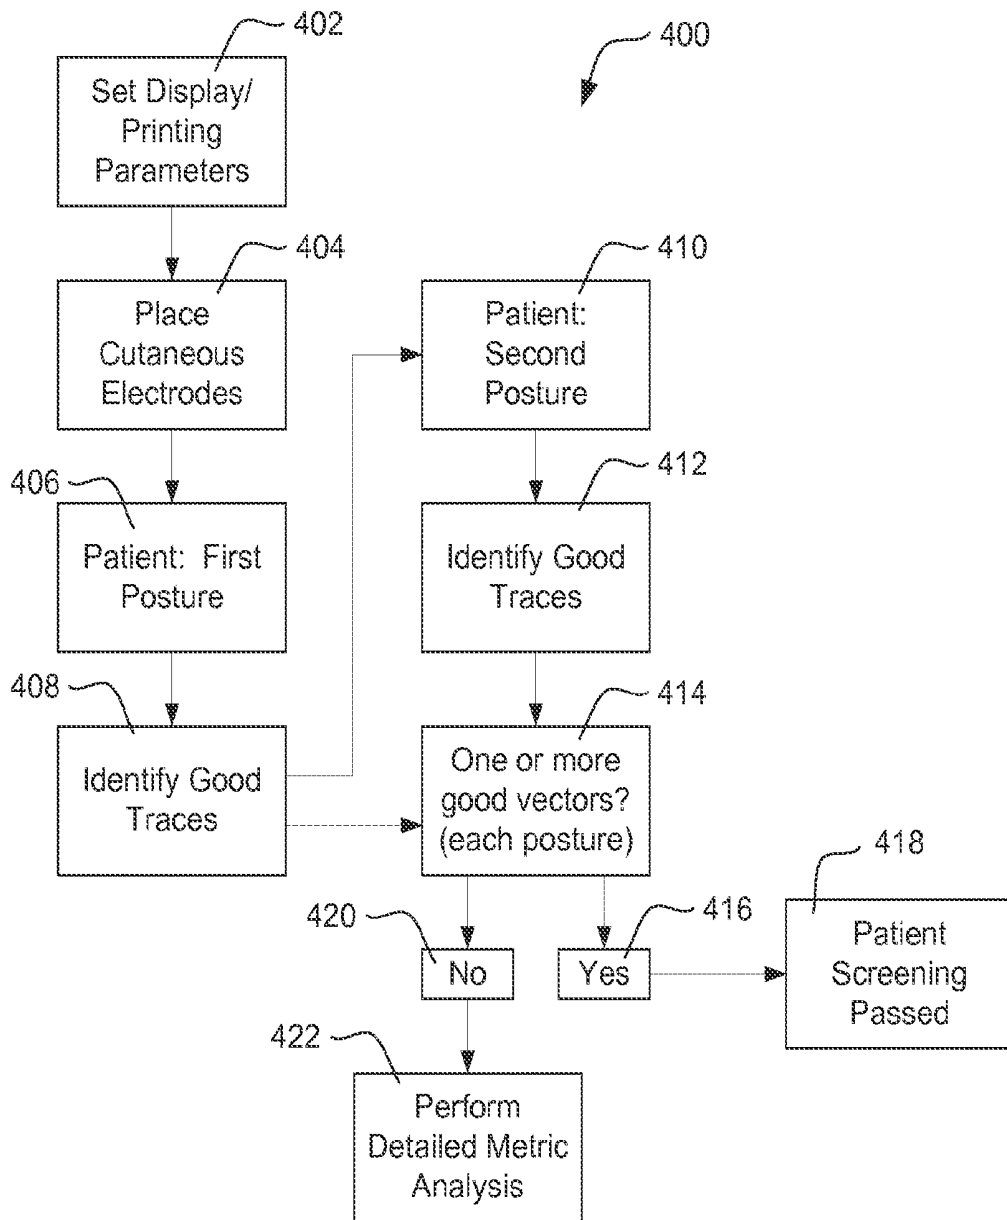 402
400
Set Display/
Printing
Parameters
404
Place
Cutaneous
Electrodes
410
Patient:
Second
Posture
406
Patient: First
Posture
412
Identify Good
Traces
408
Identify Good
Traces
414
One or more
good vectors?
(each posture)
420
No
416
Yes
418
Patient
Screening
Passed
422
Perform
Detailed Metric
Analysis